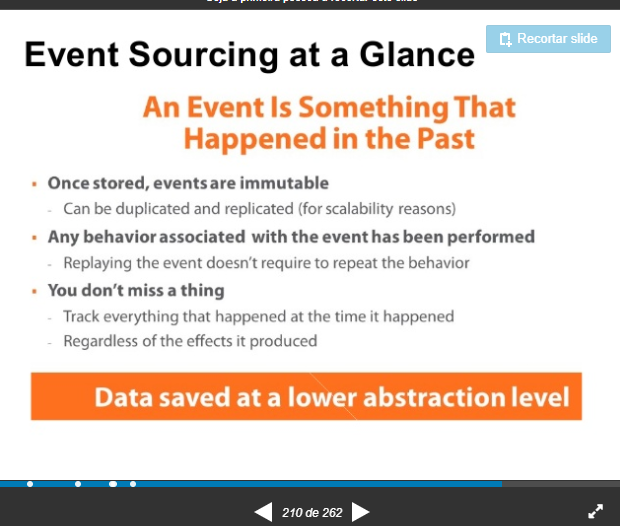 Seja a primeira pessoa a recortar este slide
Event Sourcing at a Glance
Recortar slide
An Event Is Something That
Happened in the Past
Once stored, events are immutable
- Can be duplicated and replicated (for scalability reasons)
Any behavior associated with the event has been performed
- Replaying the event doesn't require to repeat the behavior
You don't miss a thing
- Track everything that happened at the time it happened
- Regardless of the effects it produced
Data saved at a lower abstraction level
210 de 262